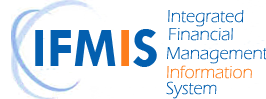 IFMIS
Integrated
Financial
Management
Information
System